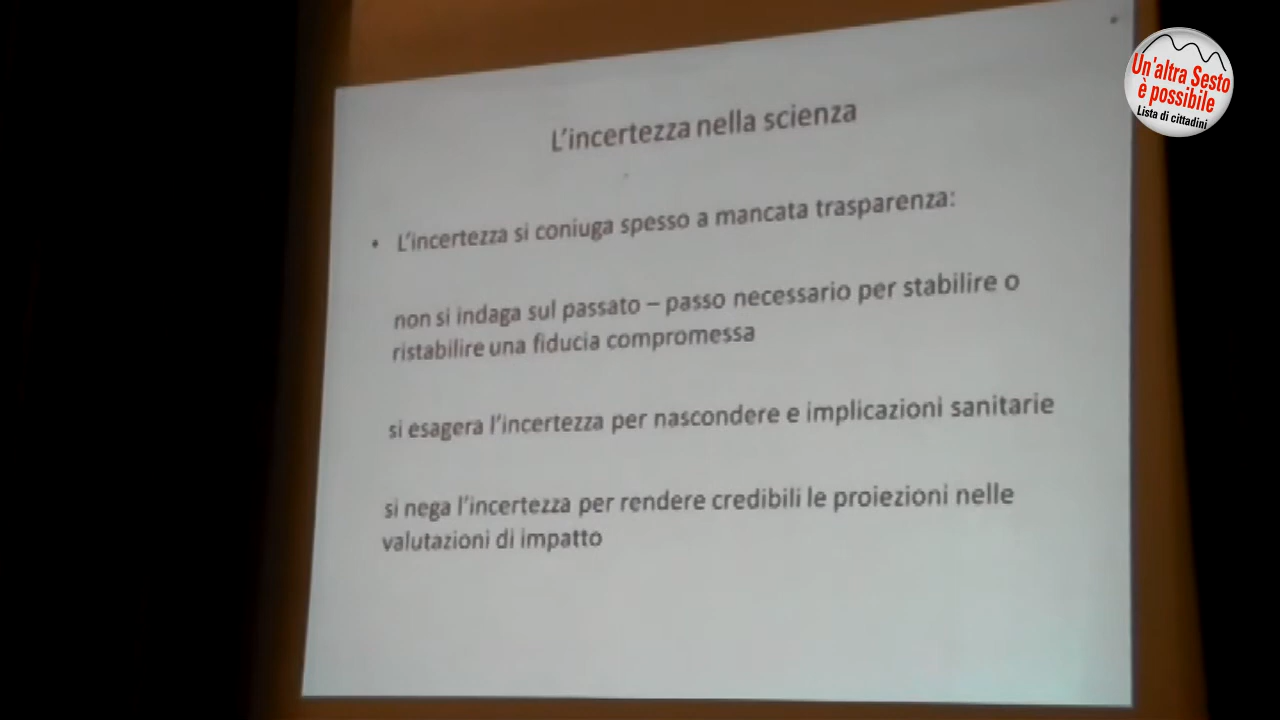 L'incertezza nella scienza
• L'incertezza si coniuga spesso a mancata trasparenza:
non si indaga sul passato – passo necessario per stabilire o
ristabilire una fiducia compromessa
si esagera l'incertezza per nascondere e implicazioni sanitarie
si nega l'incertezza per rendere credibili le proiezioni nelle
valutazioni di impatto
Un'altra Sesto
è possibile
Lista di cittadini